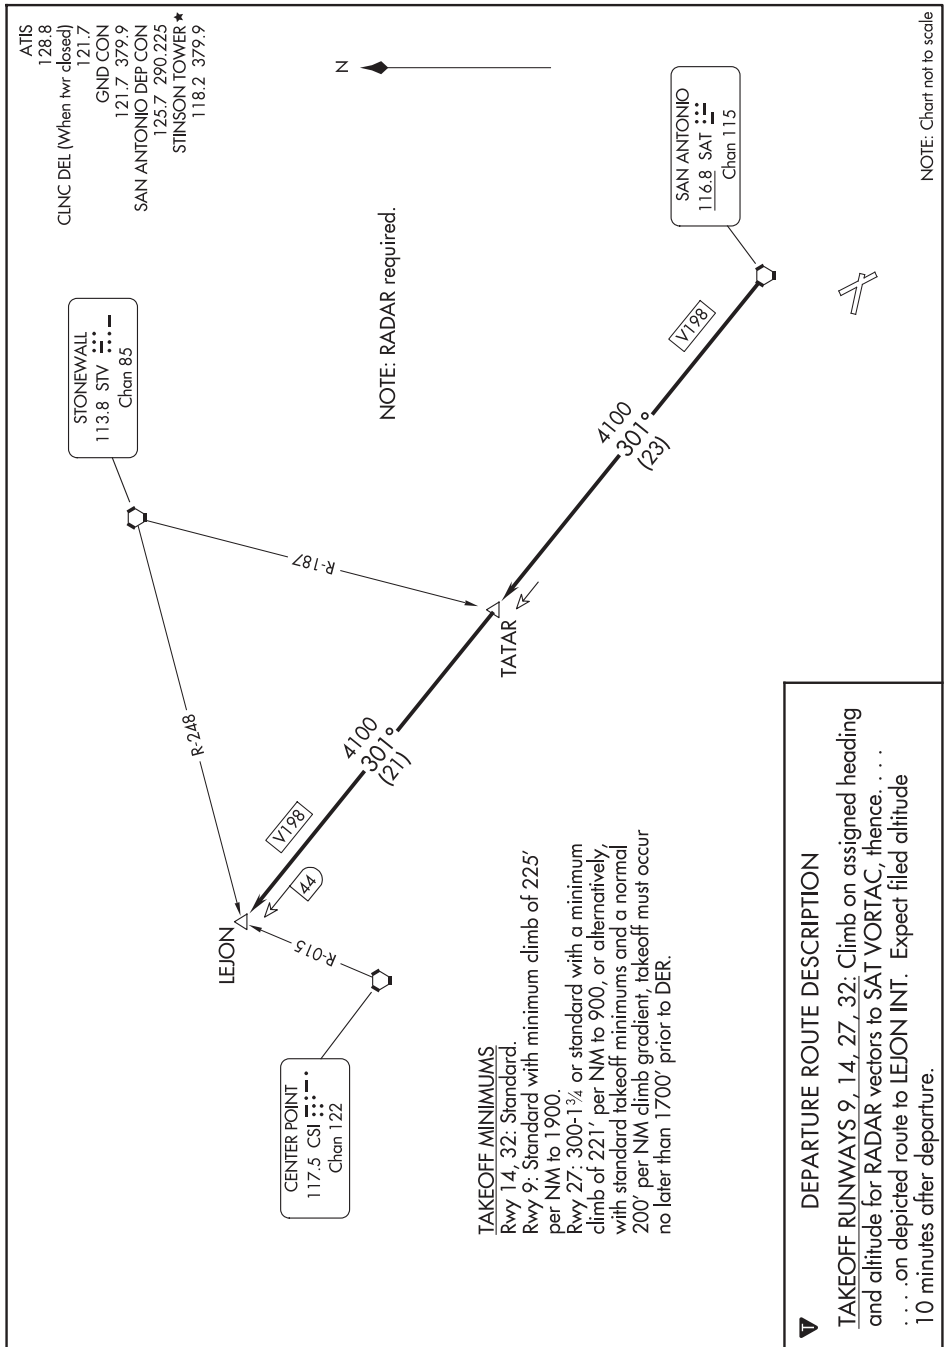 ATIS
128.8
CLNC DEL (When twr closed)
121.7
GND CON
121.7 379.9
SAN ANTONIO DEP CON
125.7 290.225
STINSON TOWER ★
118.2 379.9
N
STONEWALL
113.8 STV
Chan 85
NOTE: RADAR required.
SAN ANTONIO
116.8 SAT
Chan 115
NOTE: Chart not to scale
R-248
R-187
LEJON
R-015
44
V198
4100
301°
(21)
TATAR
4100
301°
(23)
V198
CENTER POINT
117.5 CSI
Chan 122
TAKEOFF MINIMUMS
Rwy 14, 32: Standard.
Rwy 9: Standard with minimum climb of 225'
per NM to 1900.
Rwy 27: 300-1¾ or standard with a minimum
climb of 221' per NM to 900, or alternatively,
with standard takeoff minimums and a normal
200' per NM climb gradient, takeoff must occur
no later than 1700' prior to DER.
T
DEPARTURE ROUTE DESCRIPTION
TAKEOFF RUNWAYS 9, 14, 27, 32: Climb on assigned heading
and altitude for RADAR vectors to SAT VORTAC, thence. . . .
. . . .on depicted route to LEJON INT. Expect filed altitude
10 minutes after departure.